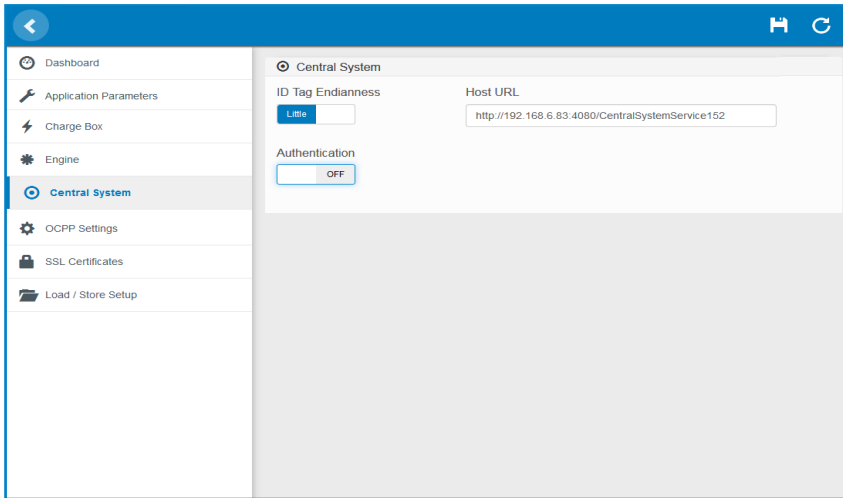 Dashboard
Application Parameters
Charge Box
Engine
Central System
OCPP Settings
SSL Certificates
Load / Store Setup
Central System
ID Tag Endianness
Little
Host URL
http://192.168.6.83:4080/CentralSystemService152
Authentication
OFF